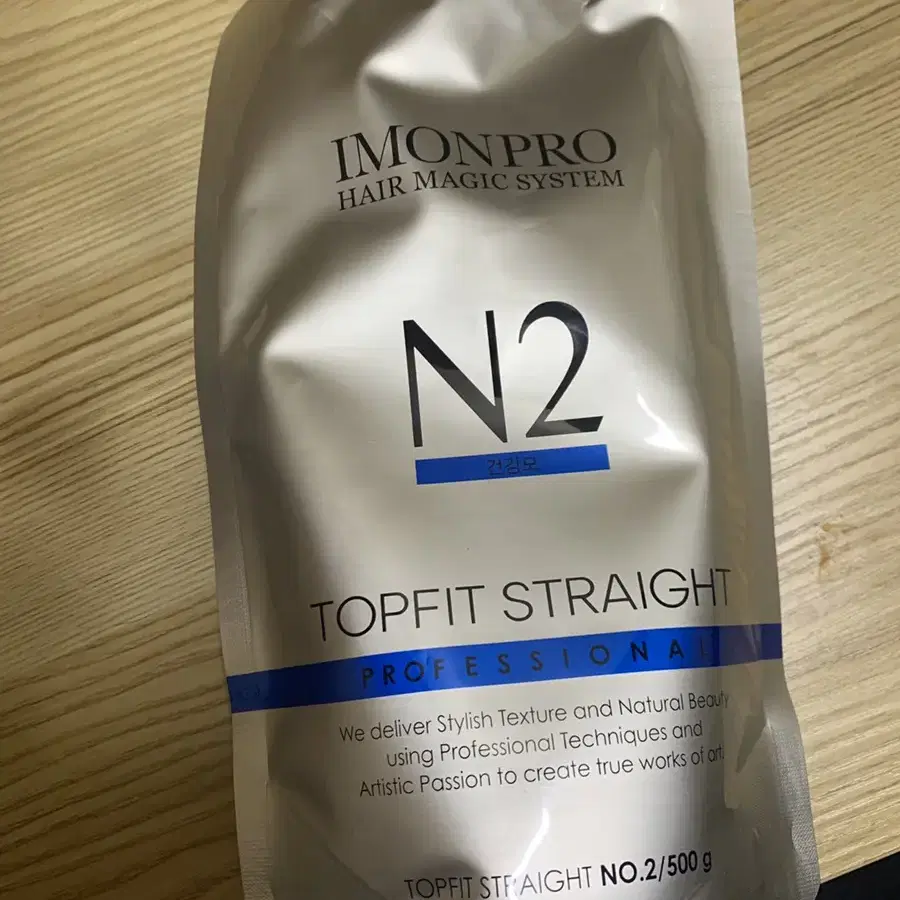 IMONPRO
HAIR MAGIC SYSTEM
N2
건강모
TOPFIT STRAIGHT
PROFESSIONAL
We deliver Stylish Texture and Natural Beauty
using Professional Techniques and
Artistic Passion to create true works of art.
TOPFIT STRAIGHT NO.2/500 g